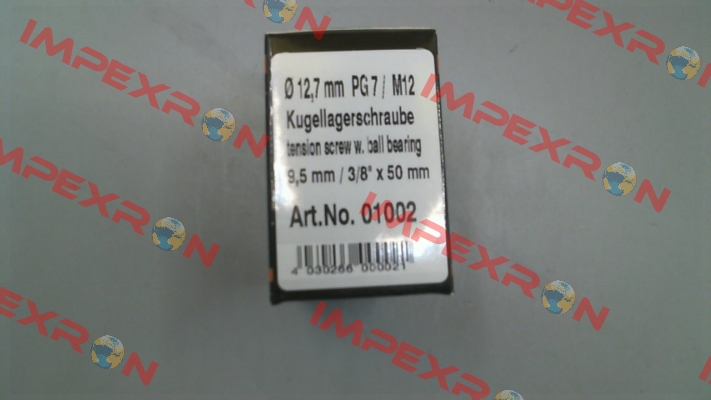 Ø 12,7 mm PG 7 / M12
Kugellagerschraube
tension screw w. ball bearing
9,5 mm / 3/8" x 50 mm
Art.No. 01002
4 030266 000021
IMPEXRON
IMPEXRON
IMPEXRON
IMPEXRON
IMPEXRON